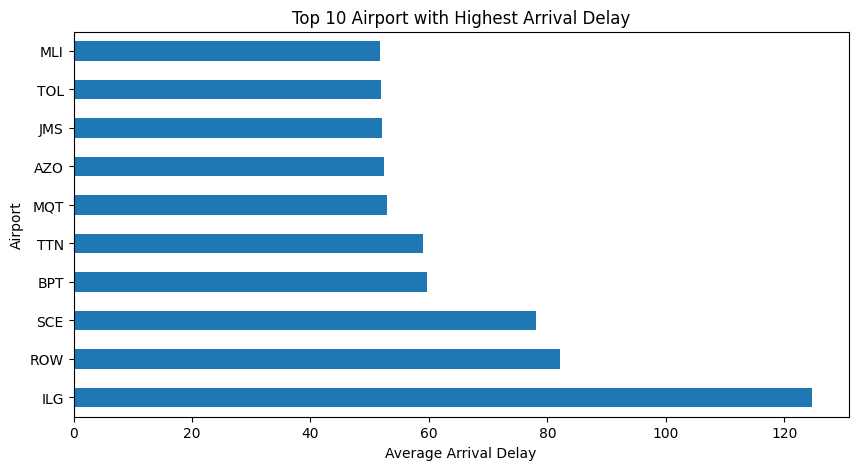 Top 10 Airport with Highest Arrival Delay
MLI
TOL
JMS
AZO
MQT
TTN
BPT
SCE
ROW
ILG
Airport
0 20 40 60 80 100 120
Average Arrival Delay